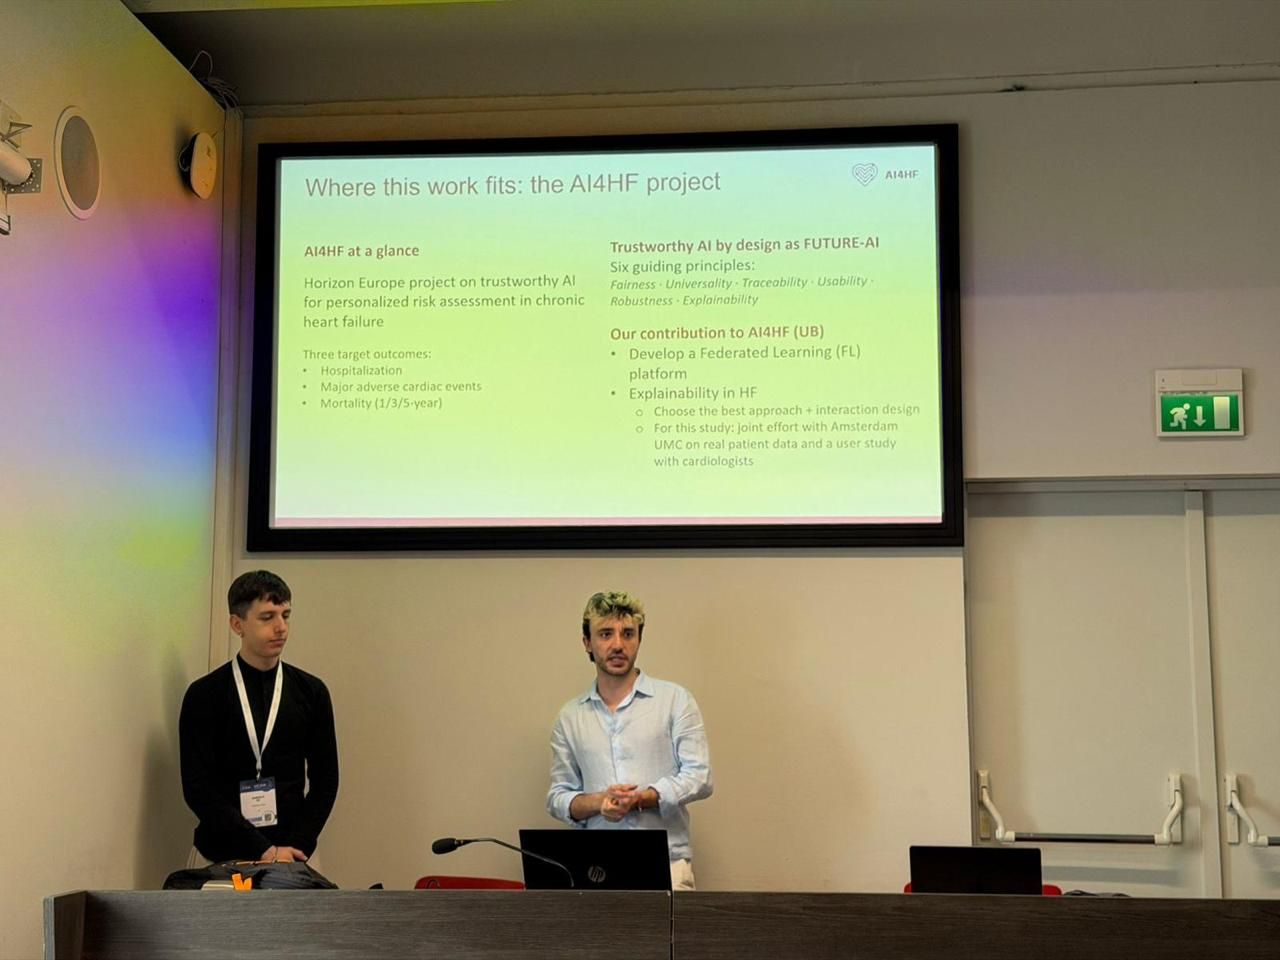 Where this work fits: the AI4HF project
AI4HF
AI4HF at a glance
Horizon Europe project on trustworthy AI
for personalized risk assessment in chronic
heart failure
Three target outcomes:
• Hospitalization
• Major adverse cardiac events
• Mortality (1/3/5-year)
Trustworthy AI by design as FUTURE-AI
Six guiding principles:
Fairness · Universality · Traceability · Usability ·
Robustness · Explainability
Our contribution to AI4HF (UB)
• Develop a Federated Learning (FL)
platform
• Explainability in HF
o Choose the best approach + interaction design
o For this study: joint effort with Amsterdam
UMC on real patient data and a user study
with cardiologists
hp